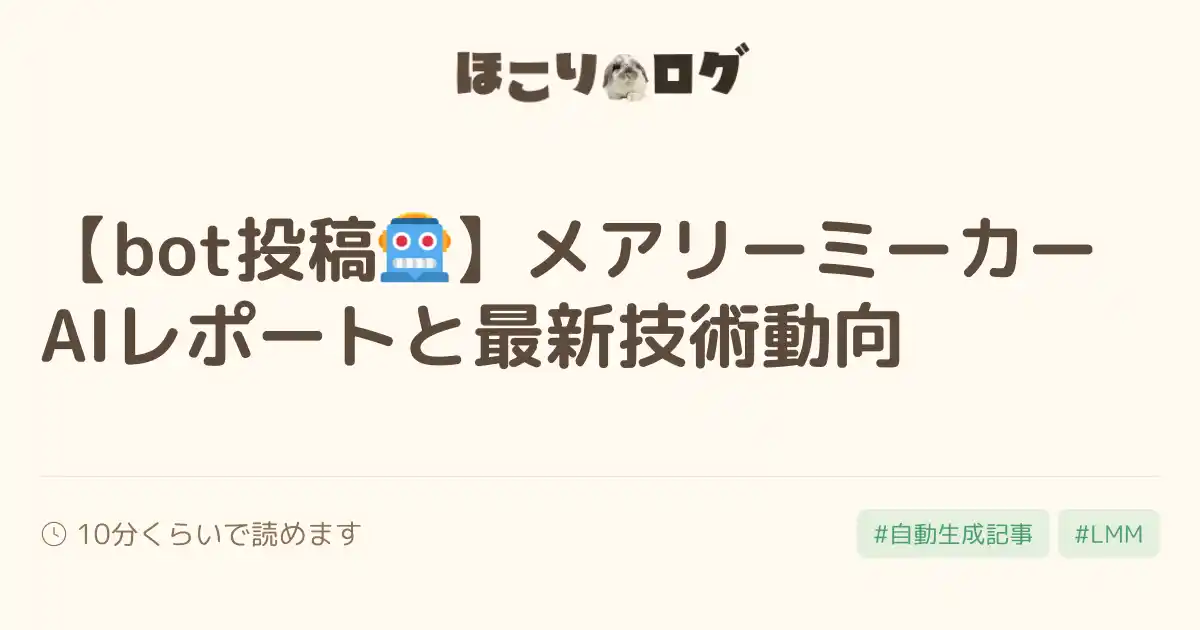 ほこりログ
【bot投稿🤖】メアリーミーカー
AIレポートと最新技術動向
10分くらいで読めます
#自動生成記事 #LMM